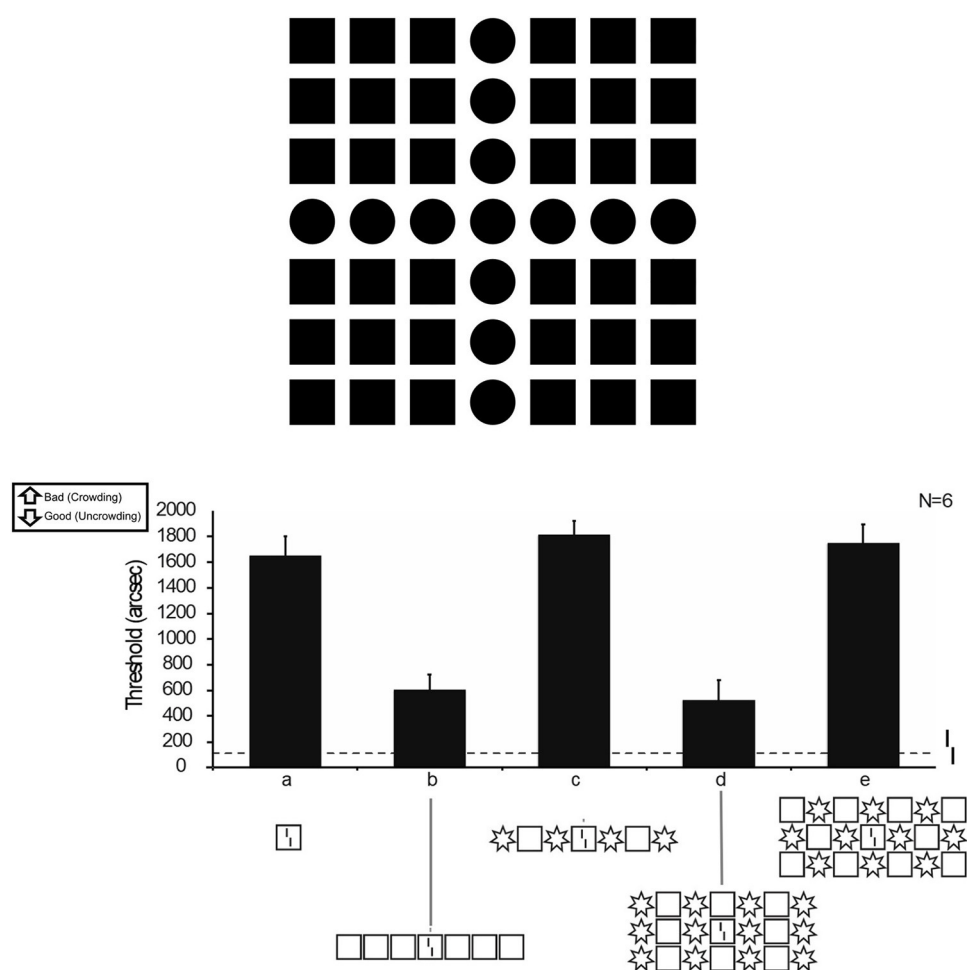 Bad (Crowding)
Good (Uncrowding)
N=6
Threshold (arcsec)
2000
1800
1600
1400
1200
1000
800
600
400
200
0
a b c d e